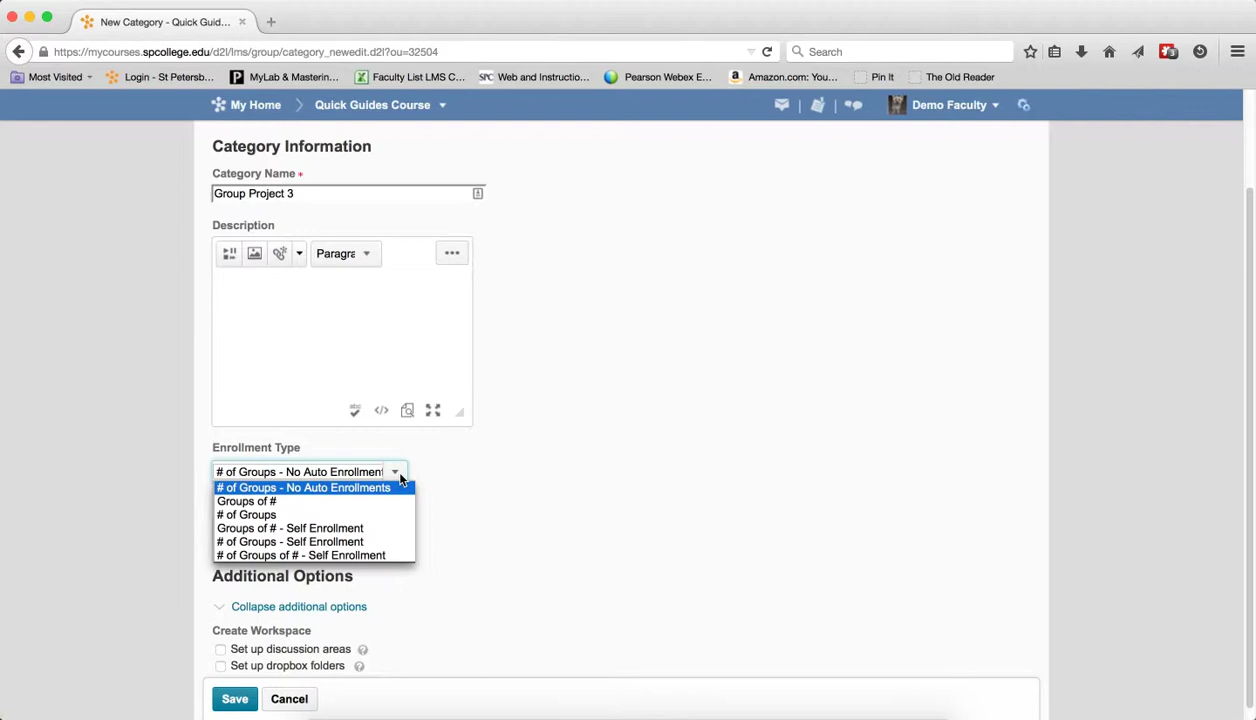 New Category - Quick Guid...
https://mycourses.spcollege.edu/d2l/lms/group/category_newedit.d2l?ou=32504
Search
Most Visited
Login - St Petersb...
MyLab & Mastering...
Faculty List LMS C...
SPC Web and Instructio...
Pearson Webex E...
Amazon.com: You...
Pin It
The Old Reader
My Home
Quick Guides Course
Demo Faculty
Category Information
Category Name *
Group Project 3
Description
Paragra
Enrollment Type
# of Groups - No Auto Enrollment
# of Groups - No Auto Enrollments
Groups of #
# of Groups
Groups of # - Self Enrollment
# of Groups - Self Enrollment
# of Groups of # - Self Enrollment
Additional Options
Collapse additional options
Create Workspace
Set up discussion areas
Set up dropbox folders
Save Cancel